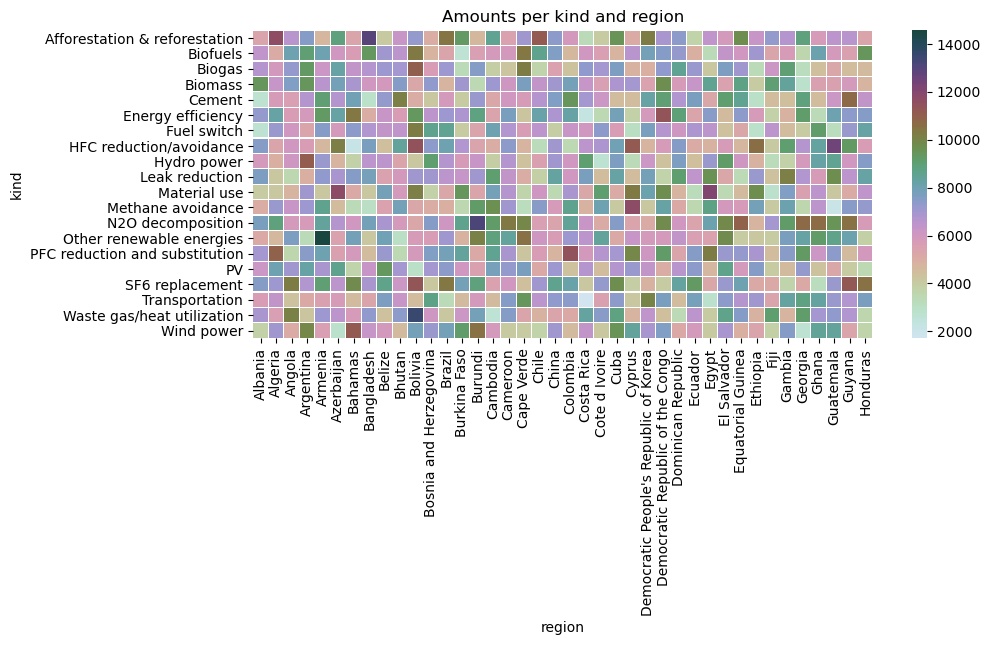 Amounts per kind and region
kind
Afforestation & reforestation
Biofuels
Biogas
Biomass
Cement
Energy efficiency
Fuel switch
HFC reduction/avoidance
Hydro power
Leak reduction
Material use
Methane avoidance
N2O decomposition
Other renewable energies
PFC reduction and substitution
PV
SF6 replacement
Transportation
Waste gas/heat utilization
Wind power
Albania
Algeria
Angola
Argentina
Armenia
Azerbaijan
Bahamas
Bangladesh
Belize
Bhutan
Bolivia
Bosnia and Herzegovina
Brazil
Burkina Faso
Burundi
Cambodia
Cameroon
Cape Verde
Chile
China
Colombia
Costa Rica
Cote d Ivoire
Cuba
Cyprus
Democratic People's Republic of Korea
Democratic Republic of the Congo
Dominican Republic
Ecuador
Egypt
El Salvador
Equatorial Guinea
Ethiopia
Fiji
Gambia
Georgia
Ghana
Guatemala
Guyana
Honduras
region
14000
12000
10000
8000
6000
4000
2000